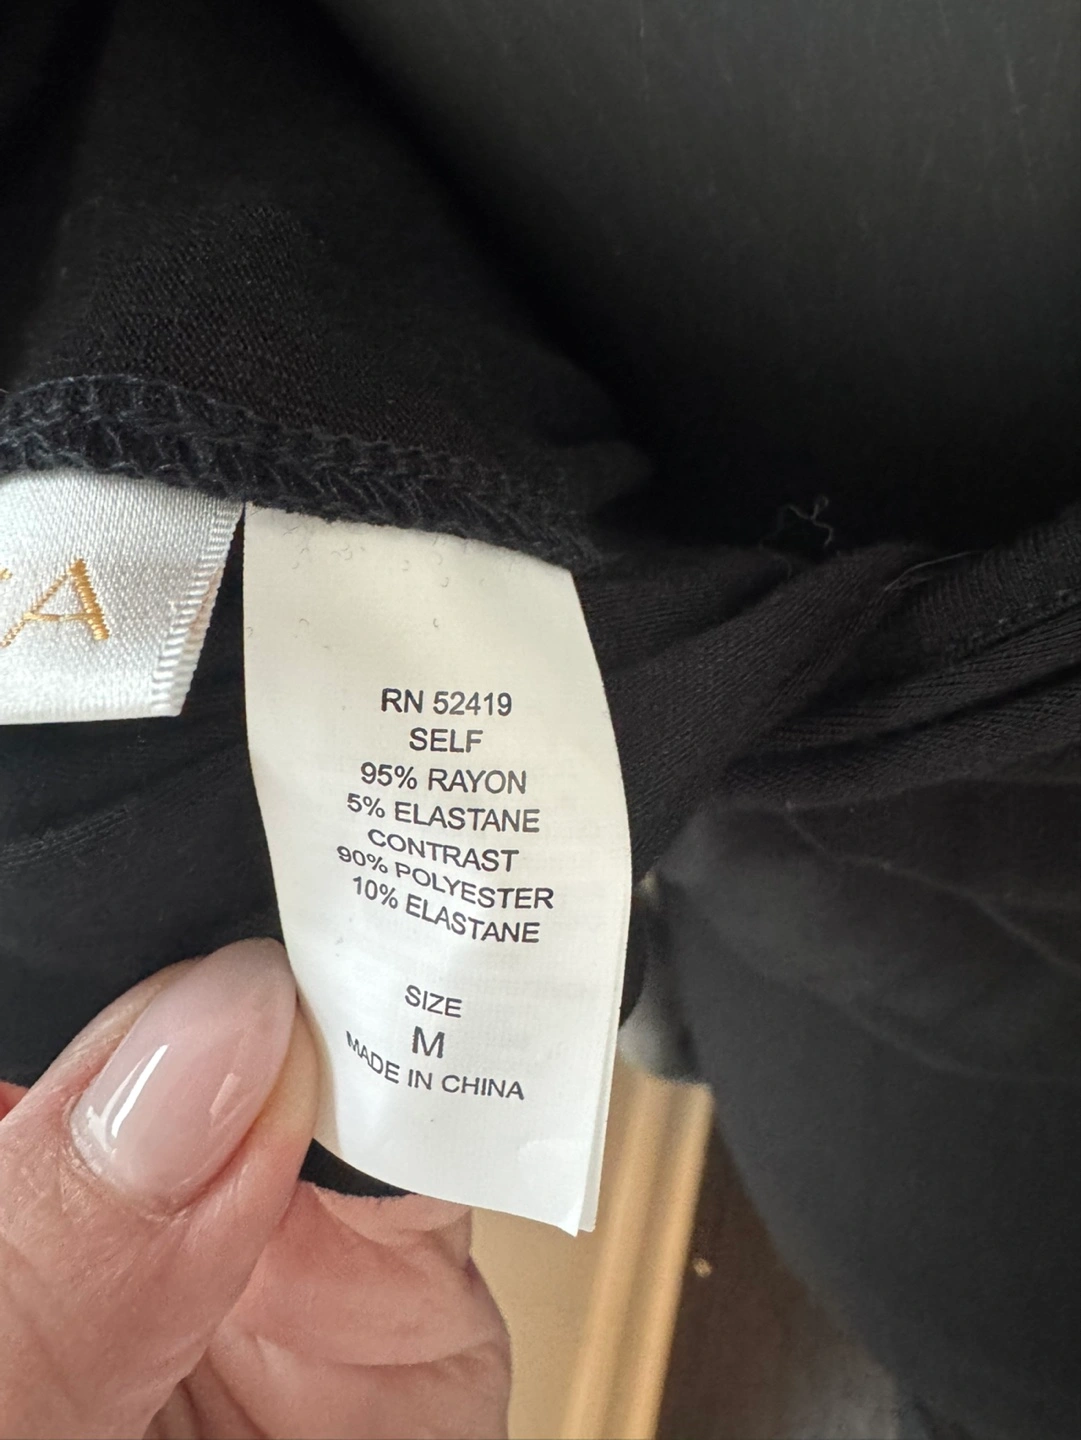 A
RN 52419
SELF
95% RAYON
5% ELASTANE
CONTRAST
90% POLYESTER
10% ELASTANE
SIZE
M
MADE IN CHINA